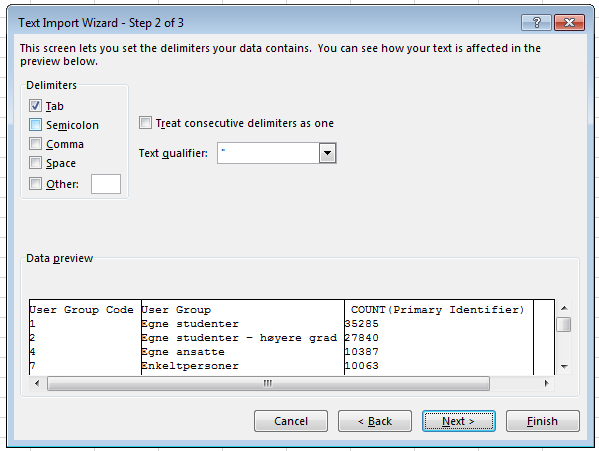 Text Import Wizard - Step 2 of 3
This screen lets you set the delimiters your data contains. You can see how your text is affected in the
preview below.
Delimiters
Tab
Semicolon
Comma
Space
Other:
Treat consecutive delimiters as one
Text qualifier: "
Data preview
User Group Code User Group COUNT(Primary Identifier)
1 Egne studenter 35285
2 Egne studenter - høyere grad 27840
4 Egne ansatte 10387
7 Enkeltpersoner 10063
Cancel < Back Next > Finish